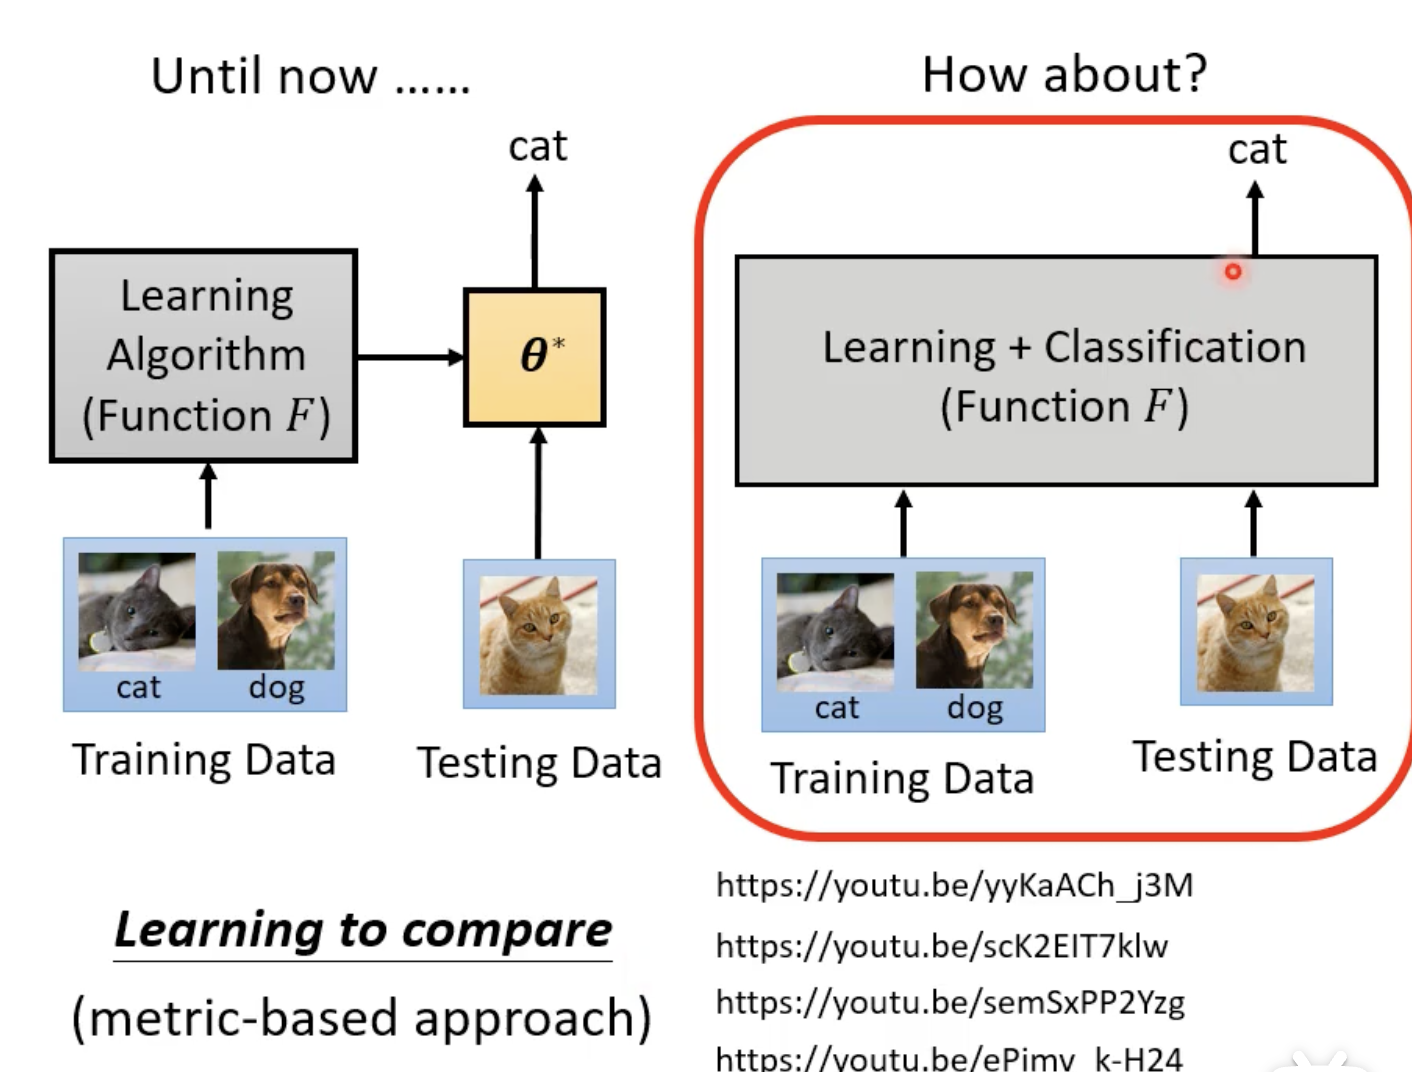 Until now ......
cat
Learning
Algorithm
(Function F)
θ*
cat
dog
Training Data
Testing Data
How about?
cat
Learning + Classification
(Function F)
cat
dog
Training Data
Testing Data
Learning to compare
(metric-based approach)
https://youtu.be/yyKaACh_j3M
https://youtu.be/scK2EIT7klw
https://youtu.be/semSxPP2Yzg
https://youtu.be/ePimv_k-H24